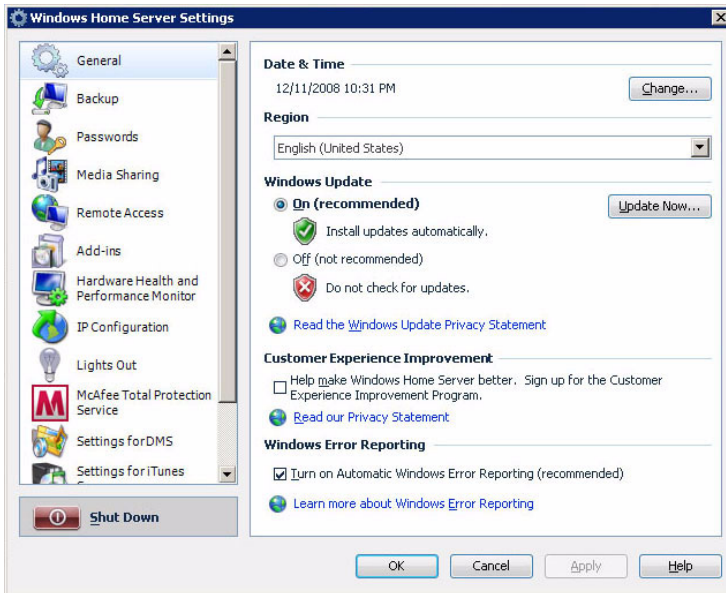 Windows Home Server Settings
General
Backup
Passwords
Media Sharing
Remote Access
Add-ins
Hardware Health and
Performance Monitor
IP Configuration
Lights Out
McAfee Total Protection
Service
Settings for DMS
Settings for iTunes
Shut Down
Date & Time
12/11/2008 10:31 PM
Change...
Region
English (United States)
Windows Update
On (recommended)
Update Now...
Install updates automatically.
Off (not recommended)
Do not check for updates.
Read the Windows Update Privacy Statement
Customer Experience Improvement
Help make Windows Home Server better. Sign up for the Customer
Experience Improvement Program.
Read our Privacy Statement
Windows Error Reporting
Turn on Automatic Windows Error Reporting (recommended)
Learn more about Windows Error Reporting
OK
Cancel
Apply
Help